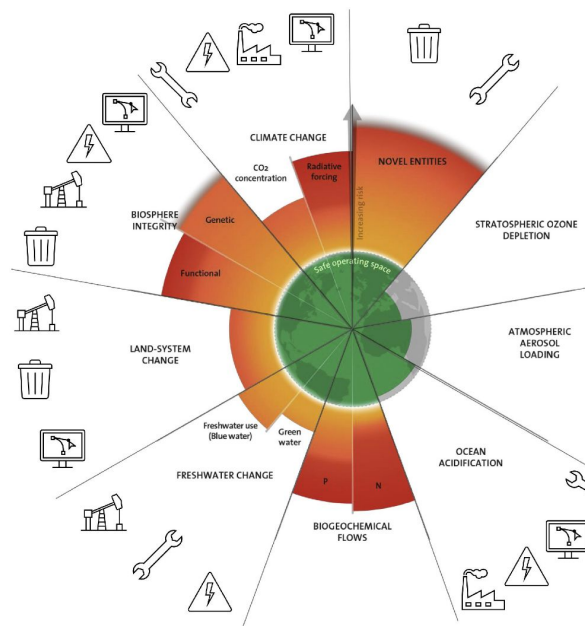 CLIMATE CHANGE
CO2
concentration
Radiative
forcing
Increasing risk
NOVEL ENTITIES
STRATOSPHERIC OZONE
DEPLETION
ATMOSPHERIC
AEROSOL
LOADING
OCEAN
ACIDIFICATION
BIOGEOCHEMICAL
FLOWS
P
N
FRESHWATER CHANGE
Green
water
Freshwater use
(Blue water)
LAND-SYSTEM
CHANGE
BIOSPHERE
INTEGRITY
Genetic
Functional
Safe operating space